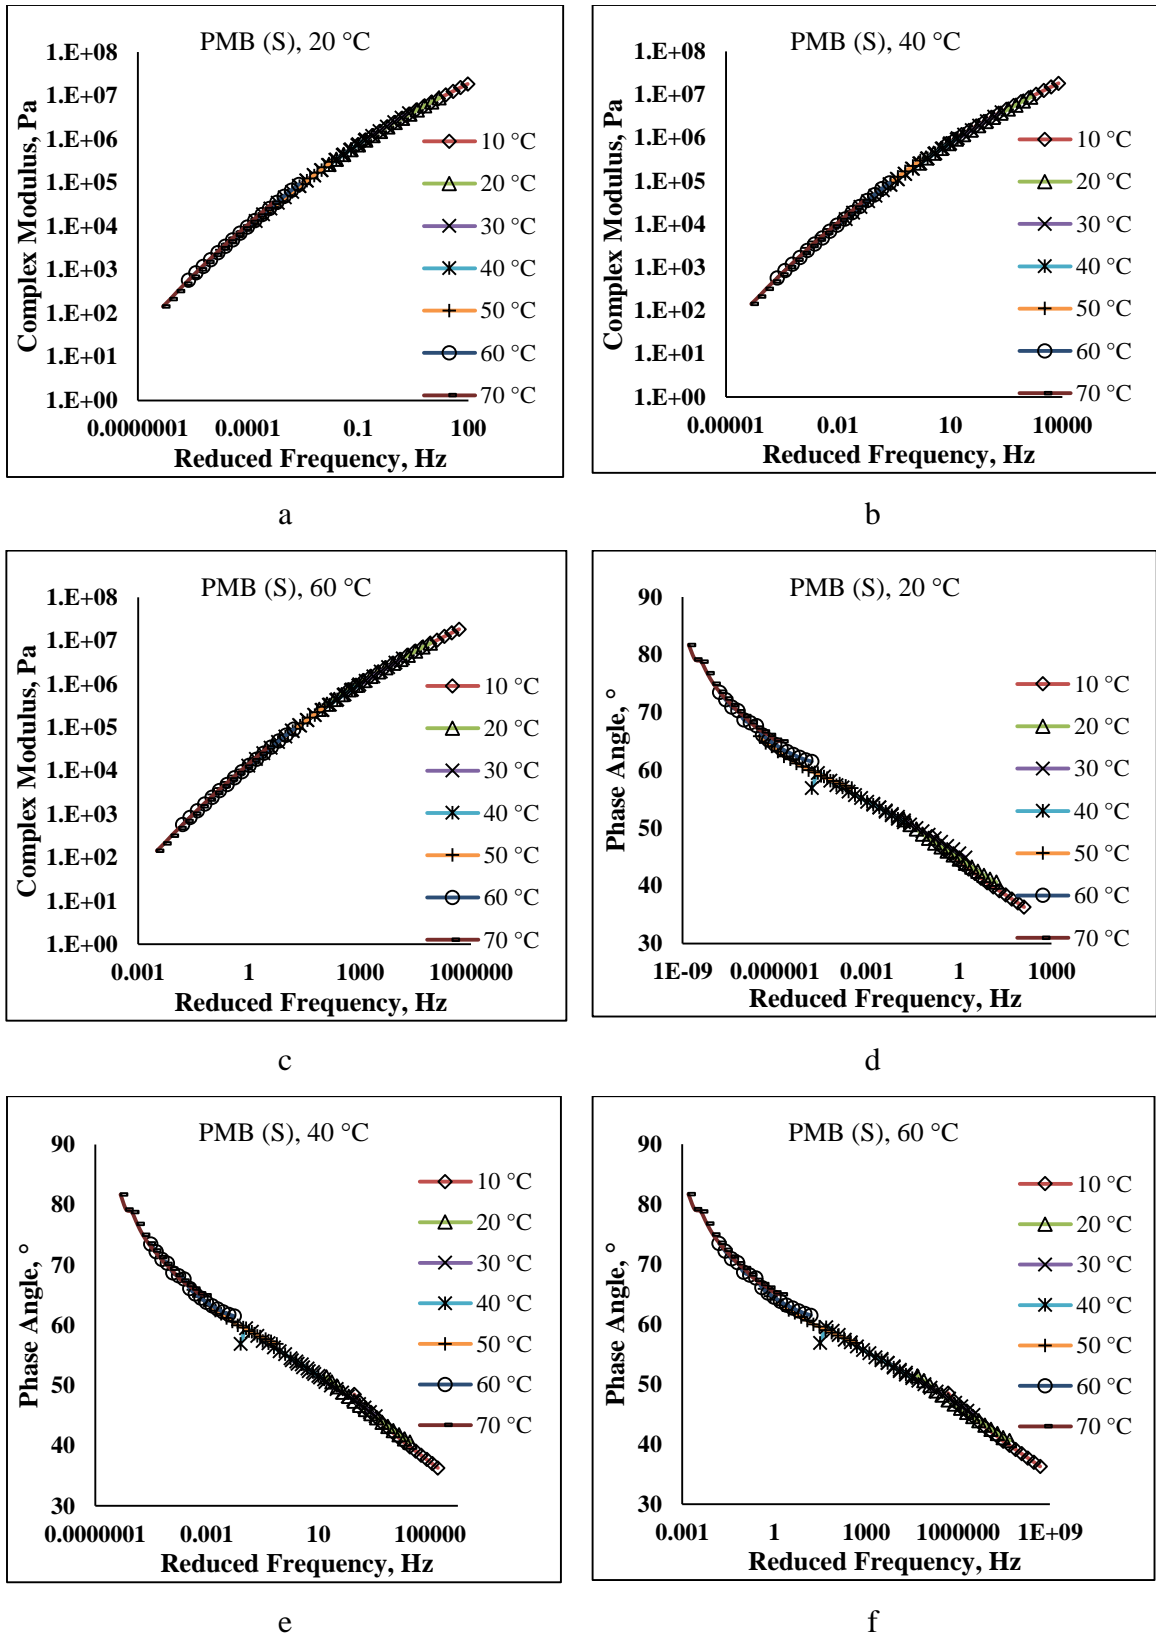 PMB (S), 20 °C
1.E+08
1.E+07
1.E+06
1.E+05
1.E+04
1.E+03
1.E+02
1.E+01
1.E+00
Complex Modulus, Pa
10 °C
20 °C
30 °C
40 °C
50 °C
60 °C
70 °C
0.0000001 0.0001 0.1 100
Reduced Frequency, Hz
a
PMB (S), 40 °C
1.E+08
1.E+07
1.E+06
1.E+05
1.E+04
1.E+03
1.E+02
1.E+01
1.E+00
Complex Modulus, Pa
10 °C
20 °C
30 °C
40 °C
50 °C
60 °C
70 °C
0.00001 0.01 10 10000
Reduced Frequency, Hz
b
PMB (S), 60 °C
1.E+08
1.E+07
1.E+06
1.E+05
1.E+04
1.E+03
1.E+02
1.E+01
1.E+00
Complex Modulus, Pa
10 °C
20 °C
30 °C
40 °C
50 °C
60 °C
70 °C
0.001 1 1000 1000000
Reduced Frequency, Hz
c
PMB (S), 20 °C
90
80
70
60
50
40
30
Phase Angle, °
10 °C
20 °C
30 °C
40 °C
50 °C
60 °C
70 °C
1E-09 0.000001 0.001 1 1000
Reduced Frequency, Hz
d
PMB (S), 40 °C
90
80
70
60
50
40
30
Phase Angle, °
10 °C
20 °C
30 °C
40 °C
50 °C
60 °C
70 °C
0.0000001 0.001 10 100000
Reduced Frequency, Hz
e
PMB (S), 60 °C
90
80
70
60
50
40
30
Phase Angle, °
10 °C
20 °C
30 °C
40 °C
50 °C
60 °C
70 °C
0.001 1 1000 1000000 1E+09
Reduced Frequency, Hz
f